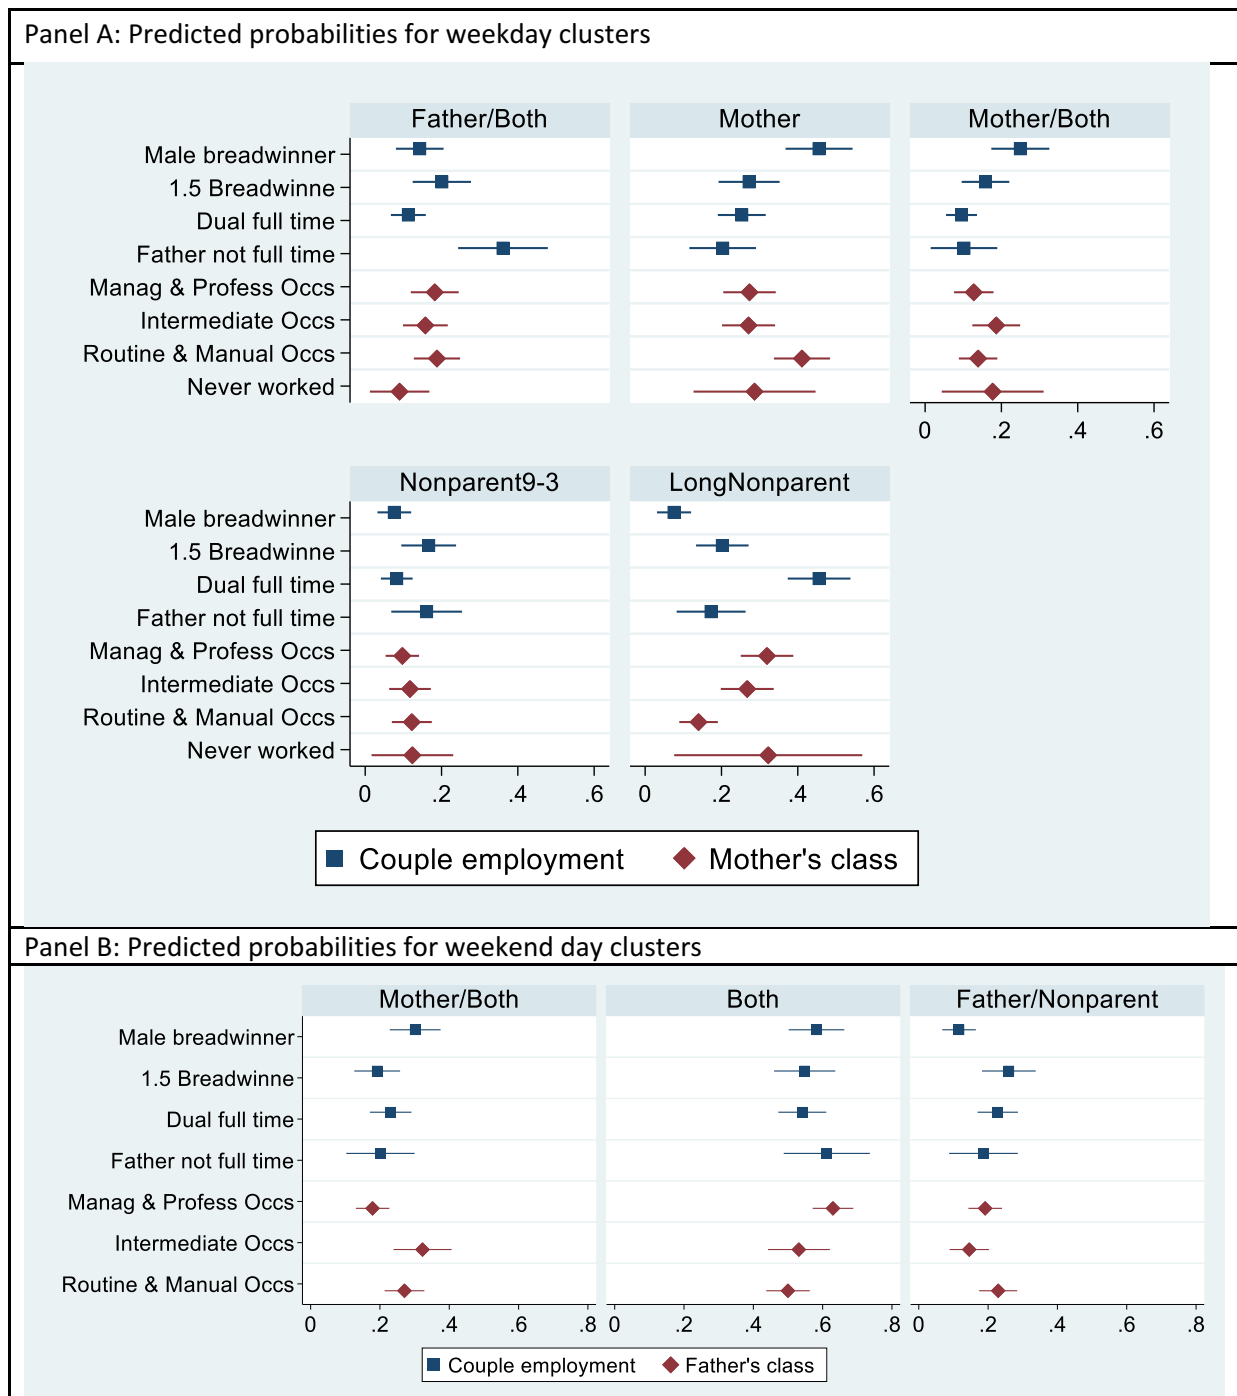 Panel A: Predicted probabilities for weekday clusters
Father/Both Mother Mother/Both
Male breadwinner
1.5 Breadwinne
Dual full time
Father not full time
Manag & Profess Occs
Intermediate Occs
Routine & Manual Occs
Never worked
0 .2 .4 .6
Nonparent9-3 LongNonparent
Male breadwinner
1.5 Breadwinne
Dual full time
Father not full time
Manag & Profess Occs
Intermediate Occs
Routine & Manual Occs
Never worked
0 .2 .4 .6 0 .2 .4 .6
Couple employment Mother's class
Panel B: Predicted probabilities for weekend day clusters
Mother/Both Both Father/Nonparent
Male breadwinner
1.5 Breadwinne
Dual full time
Father not full time
Manag & Profess Occs
Intermediate Occs
Routine & Manual Occs
0 .2 .4 .6 .8 0 .2 .4 .6 .8 0 .2 .4 .6 .8
Couple employment Father's class